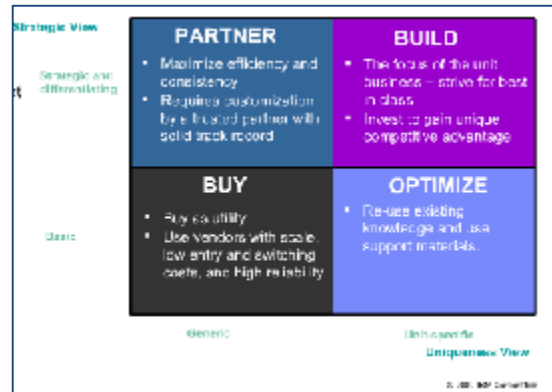 Strategic View
PARTNER
• Maximize efficiency and
consistency
• Requires customization
by a trusted partner with
solid track record
BUILD
• The focus of the unit
business – strive for best
in class
• Invest to gain unique
competitive advantage
Strategic and
differentiating
BUY
• Buy as utility
• Use vendors with scale,
low entry and switching
costs, and high reliability
OPTIMIZE
• Re-use existing
knowledge and use
support materials.
Basic
Generic
Unit-specific
Uniqueness View